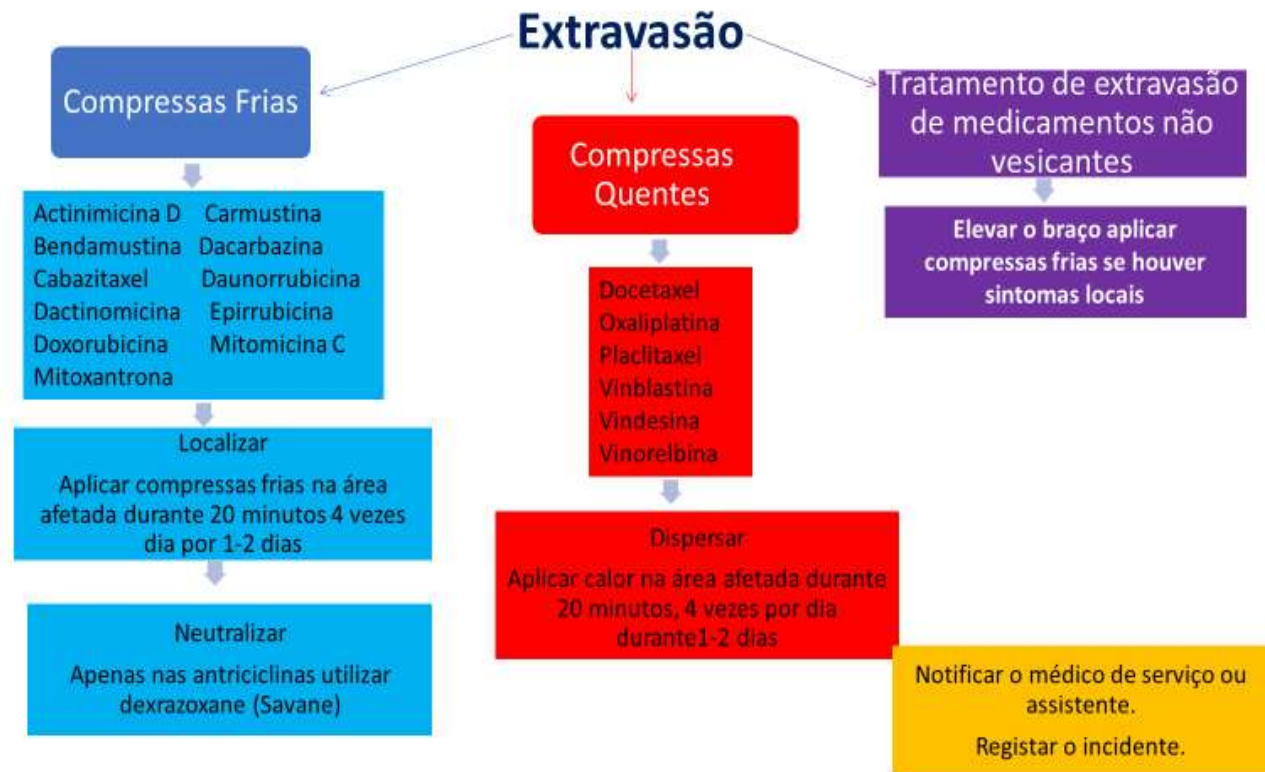 Extravasão
Compressas Frias
Actinimicina D Carmustina
Bendamustina Dacarbazina
Cabazitaxel Daunorrubicina
Dactinomicina Epirrubicina
Doxorubicina Mitomicina C
Mitoxantrona
Localizar
Aplicar compressas frias na área
afetada durante 20 minutos 4 vezes
dia por 1-2 dias
Neutralizar
Apenas nas antriciclinas utilizar
dexrazoxane (Savane)
Compressas
Quentes
Docetaxel
Oxaliplatina
Placlitaxel
Vinblastina
Vindesina
Vinorelbina
Dispersar
Aplicar calor na área afetada durante
20 minutos, 4 vezes por dia
durante1-2 dias
Tratamento de extravasão
de medicamentos não
vesicantes
Elevar o braço aplicar
compressas frias se houver
sintomas locais
Notificar o médico de serviço ou
assistente.
Registar o incidente.